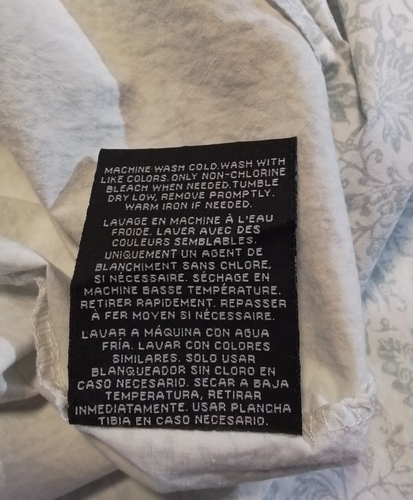 MACHINE WASH COLD. WASH WITH
LIKE COLORS. ONLY NON-CHLORINE
BLEACH WHEN NEEDED. TUMBLE
DRY LOW, REMOVE PROMPTLY.
WARM IRON IF NEEDED.
LAVAGE EN MACHINE À L'EAU
FROIDE. LAVER AVEC DES
COULEURS SEMBLABLES.
UNIQUEMENT UN AGENT DE
BLANCHIMENT SANS CHLORE,
SI NÉCESSAIRE. SÉCHAGE EN
MACHINE BASSE TEMPÉRATURE.
RETIRER RAPIDEMENT. REPASSER
À FER MOYEN SI NÉCESSAIRE.
LAVAR A MÁQUINA CON AGUA
FRÍA. LAVAR CON COLORES
SIMILARES. SOLO USAR
BLANQUEADOR SIN CLORO EN
CASO NECESARIO. SECAR A BAJA
TEMPERATURA, RETIRAR
INMEDIATAMENTE. USAR PLANCHA
TIBIA EN CASO NECESARIO.